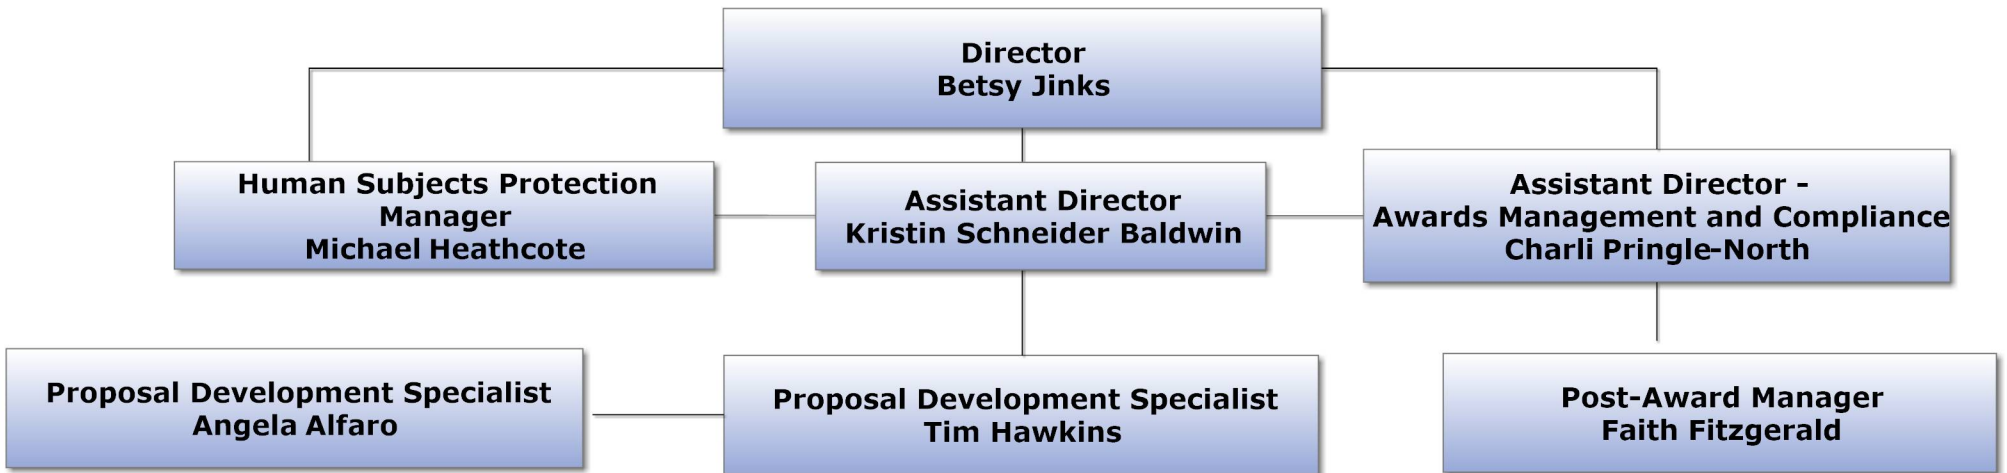 Director
Betsy Jinks
Human Subjects Protection
Manager
Michael Heathcote
Assistant Director
Kristin Schneider Baldwin
Assistant Director -
Awards Management and Compliance
Charli Pringle-North
Proposal Development Specialist
Angela Alfaro
Proposal Development Specialist
Tim Hawkins
Post-Award Manager
Faith Fitzgerald